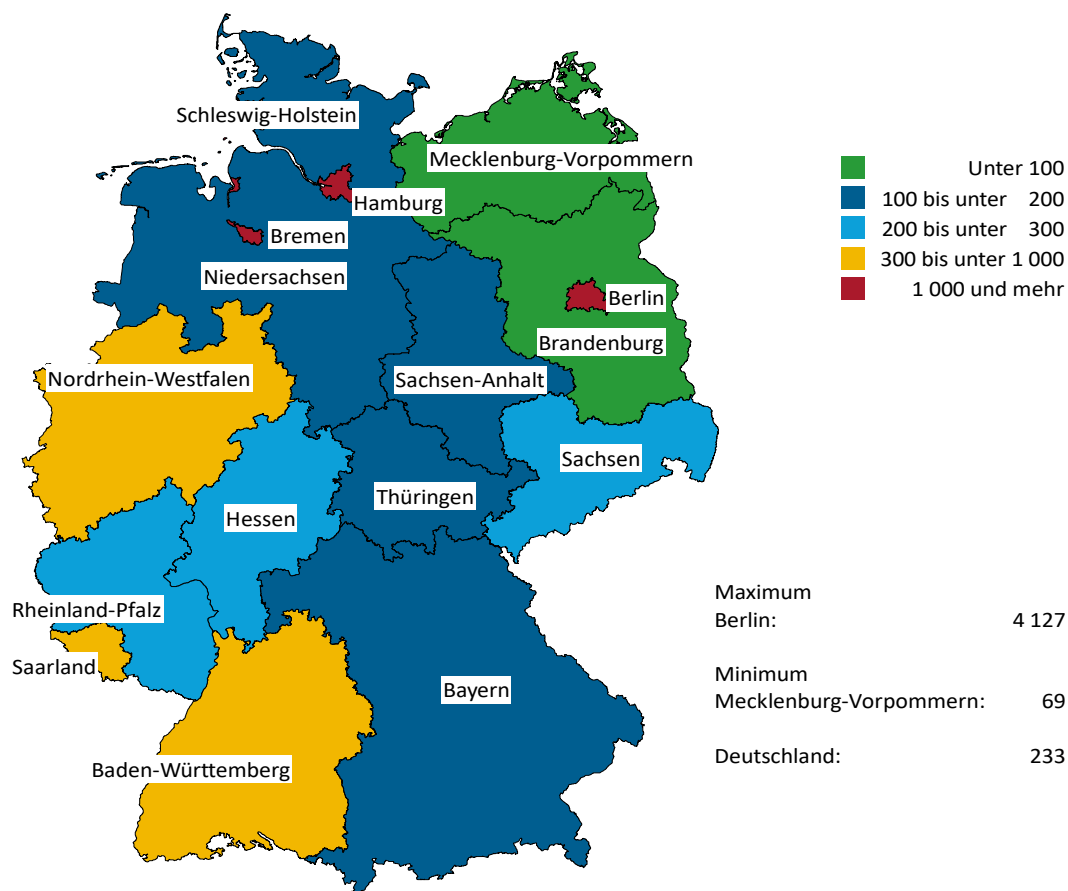 Schleswig-Holstein
Mecklenburg-Vorpommern
Hamburg
Bremen
Niedersachsen
Berlin
Brandenburg
Nordrhein-Westfalen
Sachsen-Anhalt
Sachsen
Thüringen
Hessen
Rheinland-Pfalz
Saarland
Bayern
Baden-Württemberg
Unter 100
100 bis unter 200
200 bis unter 300
300 bis unter 1 000
1 000 und mehr
Maximum
Berlin: 4 127
Minimum
Mecklenburg-Vorpommern: 69
Deutschland: 233